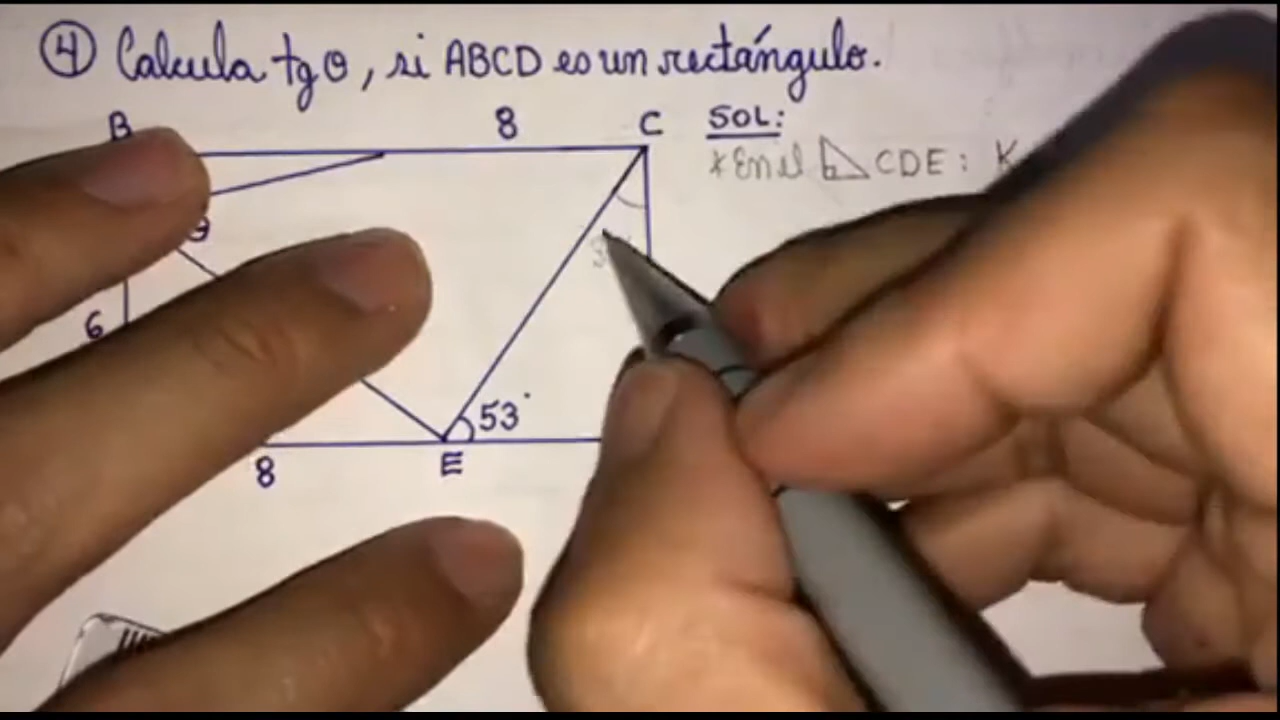 ④ Calcula tgθ, si ABCD es un rectángulo.
B 8 C SOL:
*En el CDE: K
θ
6
53°
8 E